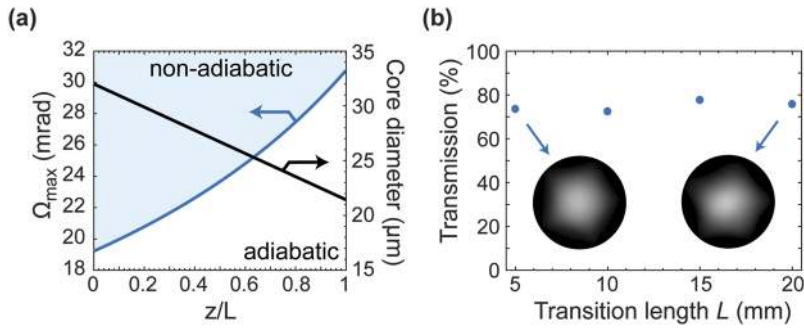 (a)
32
30
28
26
24
22
20
18
Ω_max (mrad)
non-adiabatic
adiabatic
35
30
25
20
15
Core diameter (μm)
0 0.2 0.4 0.6 0.8 1
z/L
(b)
100
80
60
40
20
0
Transmission (%)
5 10 15 20
Transition length L (mm)